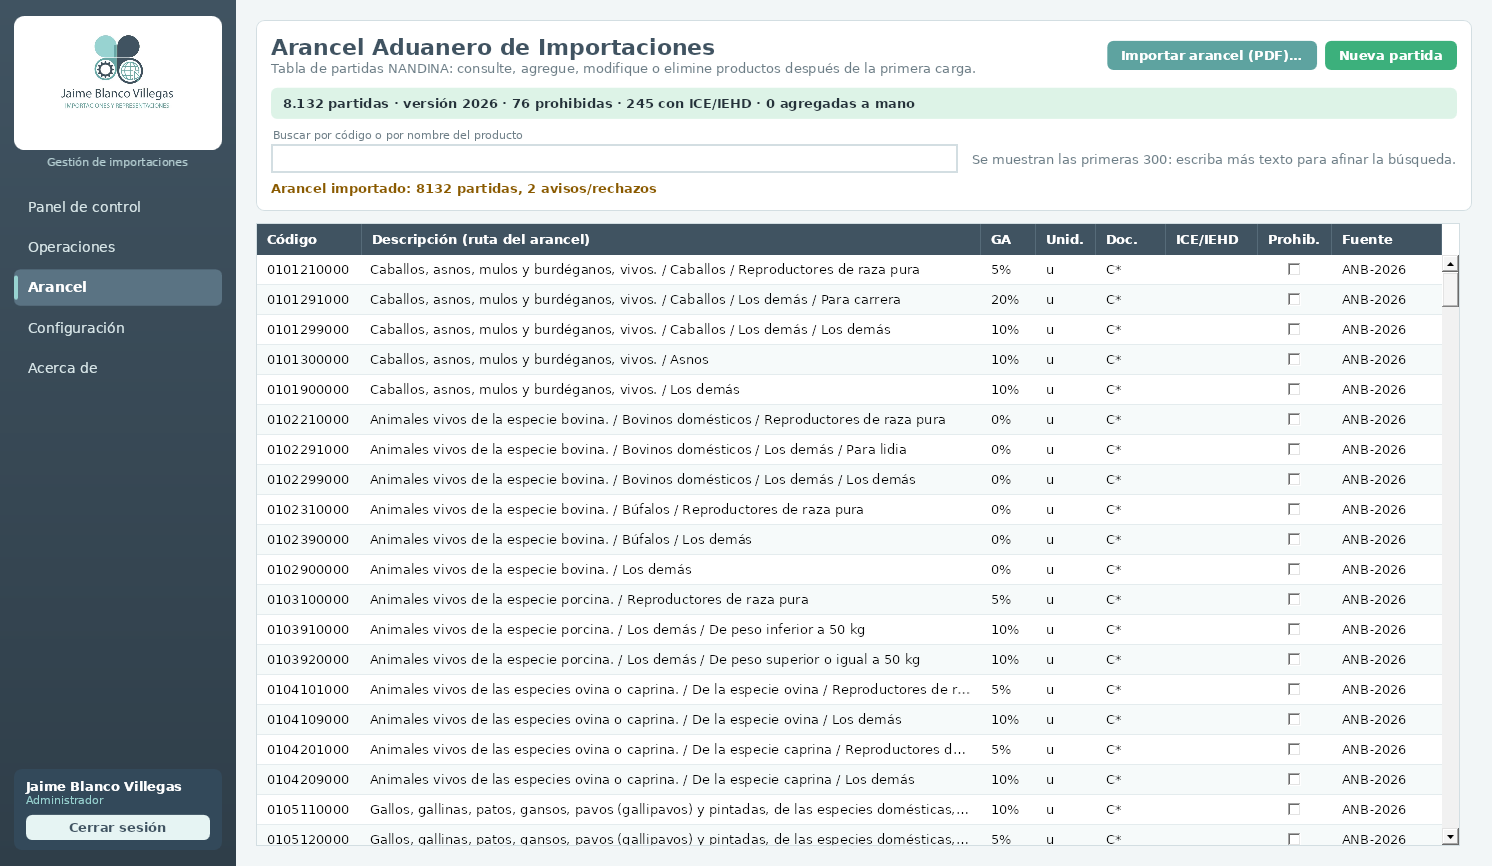 Jaime Blanco Villegas
IMPORTACIONES Y REPRESENTACIONES
Gestión de importaciones
Panel de control
Operaciones
Arancel
Configuración
Acerca de
Jaime Blanco Villegas
Administrador
Cerrar sesión
Arancel Aduanero de Importaciones
Tabla de partidas NANDINA: consulte, agregue, modifique o elimine productos después de la primera carga.
Importar arancel (PDF)... Nueva partida
8.132 partidas · versión 2026 · 76 prohibidas · 245 con ICE/IEHD · 0 agregadas a mano
Buscar por código o por nombre del producto
Se muestran las primeras 300: escriba más texto para afinar la búsqueda.
Arancel importado: 8132 partidas, 2 avisos/rechazos
Código Descripción (ruta del arancel) GA Unid. Doc. ICE/IEHD Prohib. Fuente
0101210000 Caballos, asnos, mulos y burdéganos, vivos. / Caballos / Reproductores de raza pura 5% u C* ANB-2026
0101291000 Caballos, asnos, mulos y burdéganos, vivos. / Caballos / Los demás / Para carrera 20% u C* ANB-2026
0101299000 Caballos, asnos, mulos y burdéganos, vivos. / Caballos / Los demás / Los demás 10% u C* ANB-2026
0101300000 Caballos, asnos, mulos y burdéganos, vivos. / Asnos 10% u C* ANB-2026
0101900000 Caballos, asnos, mulos y burdéganos, vivos. / Los demás 10% u C* ANB-2026
0102210000 Animales vivos de la especie bovina. / Bovinos domésticos / Reproductores de raza pura 0% u C* ANB-2026
0102291000 Animales vivos de la especie bovina. / Bovinos domésticos / Los demás / Para lidia 0% u C* ANB-2026
0102299000 Animales vivos de la especie bovina. / Bovinos domésticos / Los demás / Los demás 0% u C* ANB-2026
0102310000 Animales vivos de la especie bovina. / Búfalos / Reproductores de raza pura 0% u C* ANB-2026
0102390000 Animales vivos de la especie bovina. / Búfalos / Los demás 0% u C* ANB-2026
0102900000 Animales vivos de la especie bovina. / Los demás 0% u C* ANB-2026
0103100000 Animales vivos de la especie porcina. / Reproductores de raza pura 5% u C* ANB-2026
0103910000 Animales vivos de la especie porcina. / Los demás / De peso inferior a 50 kg 10% u C* ANB-2026
0103920000 Animales vivos de la especie porcina. / Los demás / De peso superior o igual a 50 kg 10% u C* ANB-2026
0104101000 Animales vivos de las especies ovina o caprina. / De la especie ovina / Reproductores de r... 5% u C* ANB-2026
0104109000 Animales vivos de las especies ovina o caprina. / De la especie ovina / Los demás 10% u C* ANB-2026
0104201000 Animales vivos de las especies ovina o caprina. / De la especie caprina / Reproductores d... 5% u C* ANB-2026
0104209000 Animales vivos de las especies ovina o caprina. / De la especie caprina / Los demás 10% u C* ANB-2026
0105110000 Gallos, gallinas, patos, gansos, pavos (gallipavos) y pintadas, de las especies domésticas,... 10% u C* ANB-2026
0105120000 Gallos, gallinas, patos, gansos, pavos (gallipavos) y pintadas, de las especies domésticas,... 5% u C* ANB-2026